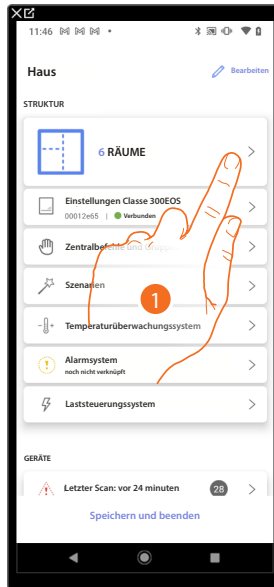 11:46
Haus
Bearbeiten
STRUKTUR
6 RÄUME
Einstellungen Classe 300EOS
00012e65 | Verbunden
Zentralbefehle und Gruppen
Szenarien
1
Temperaturüberwachungssystem
Alarmsystem
noch nicht verknüpft
Laststeuerungssystem
GERÄTE
Letzter Scan: vor 24 minuten
28
Speichern und beenden